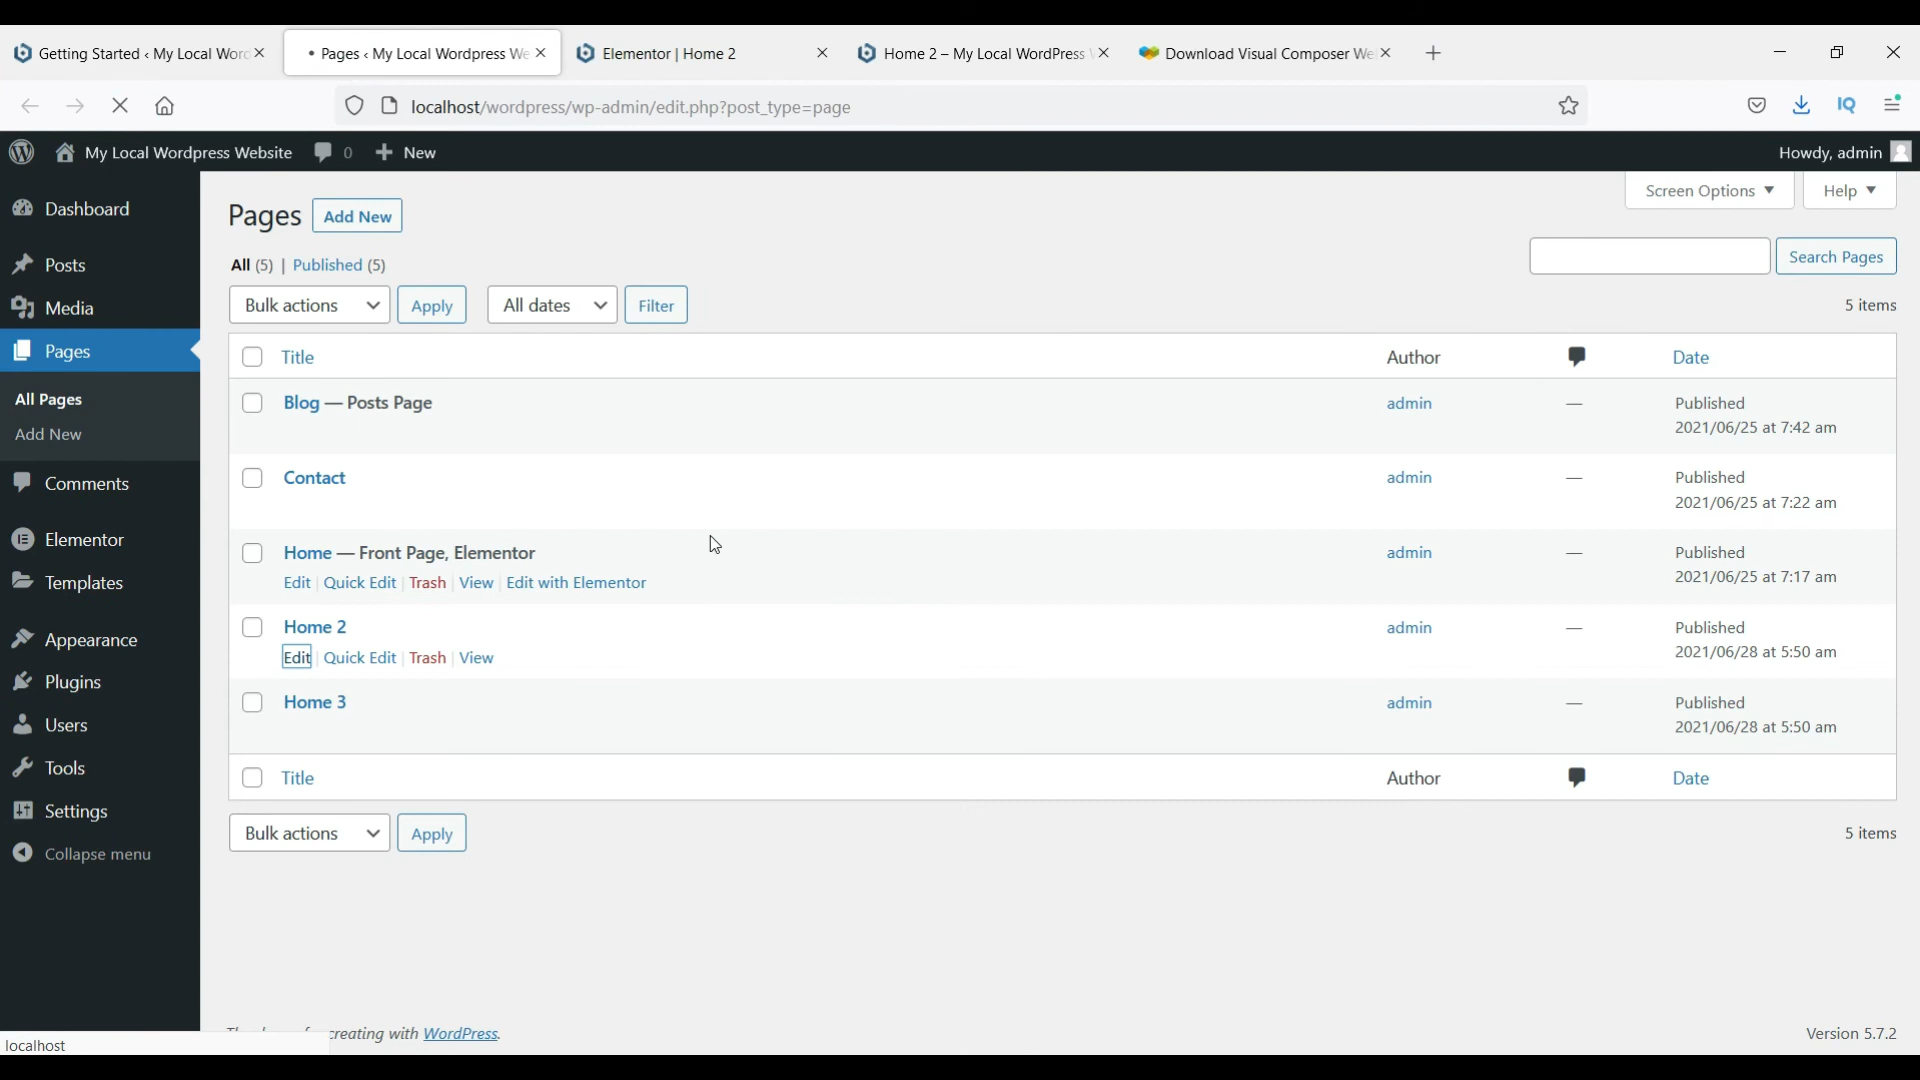 Getting Started ‹ My Local Word
• Pages ‹ My Local Wordpress We
Elementor | Home 2
Home 2 – My Local WordPress W
Download Visual Composer We
localhost/wordpress/wp-admin/edit.php?post_type=page
IQ
My Local Wordpress Website
0
New
Howdy, admin
Dashboard
Posts
Media
Pages
All Pages
Add New
Comments
Elementor
Templates
Appearance
Plugins
Users
Tools
Settings
Collapse menu
Screen Options
Help
Pages
Add New
All (5) | Published (5)
Search Pages
Bulk actions
Apply
All dates
Filter
5 items
Title
Author
Date
Blog — Posts Page
admin
—
Published
2021/06/25 at 7:42 am
Contact
admin
—
Published
2021/06/25 at 7:22 am
Home — Front Page, Elementor
Edit | Quick Edit | Trash | View | Edit with Elementor
admin
—
Published
2021/06/25 at 7:17 am
Home 2
Edit | Quick Edit | Trash | View
admin
—
Published
2021/06/28 at 5:50 am
Home 3
admin
—
Published
2021/06/28 at 5:50 am
Title
Author
Date
Bulk actions
Apply
5 items
creating with WordPress.
Version 5.7.2
localhost